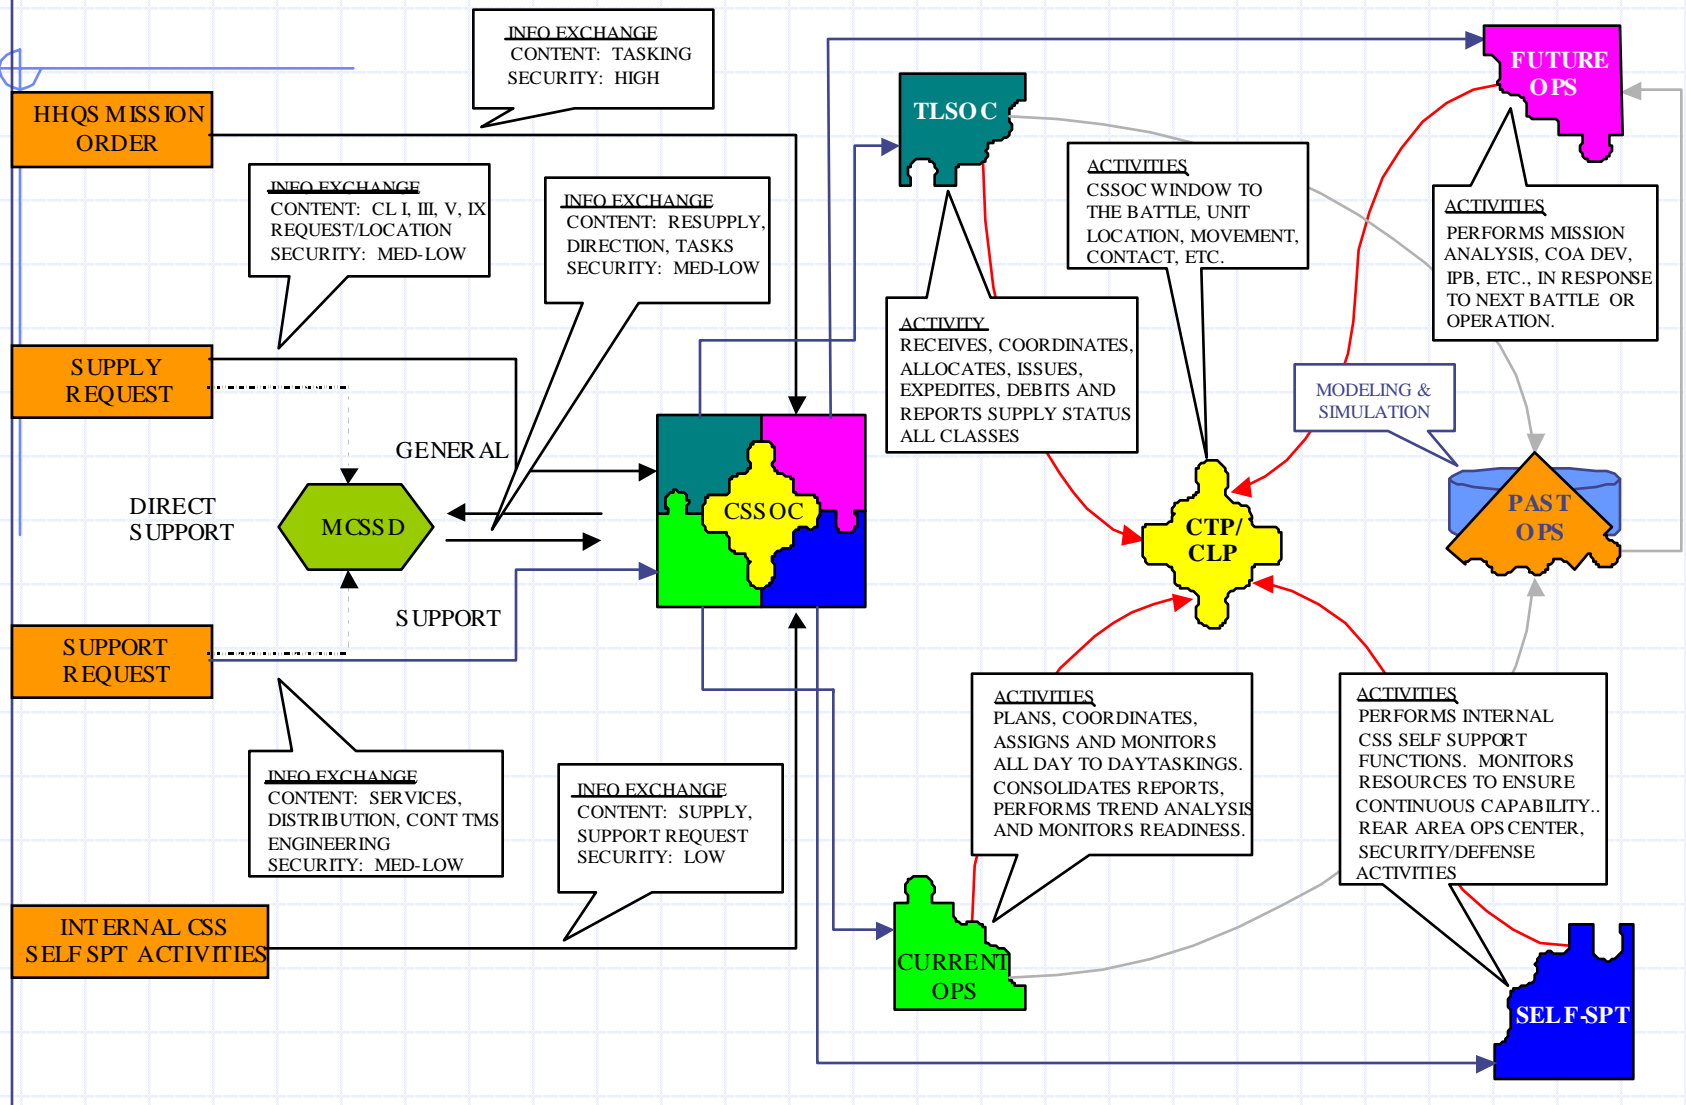 INFO EXCHANGE
CONTENT: TASKING
SECURITY: HIGH
HHQS MISSION
ORDER
INFO EXCHANGE
CONTENT: CL I, III, V, IX
REQUEST/LOCATION
SECURITY: MED-LOW
INFO EXCHANGE
CONTENT: RESUPPLY,
DIRECTION, TASKS
SECURITY: MED-LOW
SUPPLY
REQUEST
GENERAL
DIRECT
SUPPORT
MCSSD
SUPPORT
CSSOC
SUPPORT
REQUEST
INFO EXCHANGE
CONTENT: SERVICES,
DISTRIBUTION, CONT TMS
ENGINEERING
SECURITY: MED-LOW
INFO EXCHANGE
CONTENT: SUPPLY,
SUPPORT REQUEST
SECURITY: LOW
INTERNAL CSS
SELF SPT ACTIVITIES
TLSOC
ACTIVITY
RECEIVES, COORDINATES,
ALLOCATES, ISSUES,
EXPEDITES, DEBITS AND
REPORTS SUPPLY STATUS
ALL CLASSES
ACTIVITIES
CSSOC WINDOW TO
THE BATTLE, UNIT
LOCATION, MOVEMENT,
CONTACT, ETC.
FUTURE
OPS
ACTIVITIES
PERFORMS MISSION
ANALYSIS, COA DEV,
IPB, ETC., IN RESPONSE
TO NEXT BATTLE OR
OPERATION.
MODELING &
SIMULATION
CTP/
CLP
PAST
OPS
ACTIVITIES
PLANS, COORDINATES,
ASSIGNS AND MONITORS
ALL DAY TO DAYTASKINGS.
CONSOLIDATES REPORTS,
PERFORMS TREND ANALYSIS
AND MONITORS READINESS.
ACTIVITIES
PERFORMS INTERNAL
CSS SELF SUPPORT
FUNCTIONS. MONITORS
RESOURCES TO ENSURE
CONTINUOUS CAPABILITY..
REAR AREA OPS CENTER,
SECURITY/DEFENSE
ACTIVITIES
CURRENT
OPS
SELF-SPT